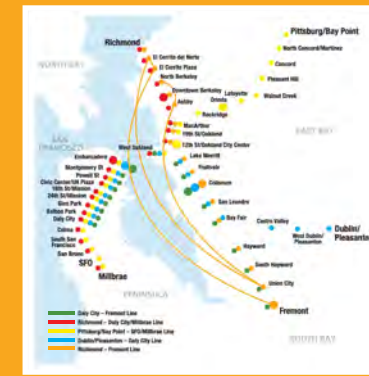 Pittsburg/Bay Point
Richmond
North Concord/Martinez
El Cerrito del Norte
El Cerrito Plaza
Concord
NORTH BAY
North Berkeley
Pleasant Hill
Downtown Berkeley
Lafayette
Walnut Creek
Ashby
Orinda
Rockridge
MacArthur
EAST BAY
SAN
FRANCISCO
19th St/Oakland
12th St/Oakland City Center
West Oakland
Embarcadero
Lake Merritt
Montgomery St
Powell St
Fruitvale
Civic Center/UN Plaza
16th St/Mission
Coliseum
24th St/Mission
Glen Park
San Leandro
Balboa Park
Daly City
Bay Fair
Castro Valley
Dublin/
Pleasanto
Colma
West Dublin/
Pleasanton
South San
Francisco
Hayward
San Bruno
SFO
South Hayward
Millbrae
Union City
PENINSULA
Fremont
Daly City – Fremont Line
Richmond – Daly City/Millbrae Line
Pittsburg/Bay Point – SFO/Millbrae Line
Dublin/Pleasanton – Daly City Line
Richmond – Fremont Line
SOUTH BAY